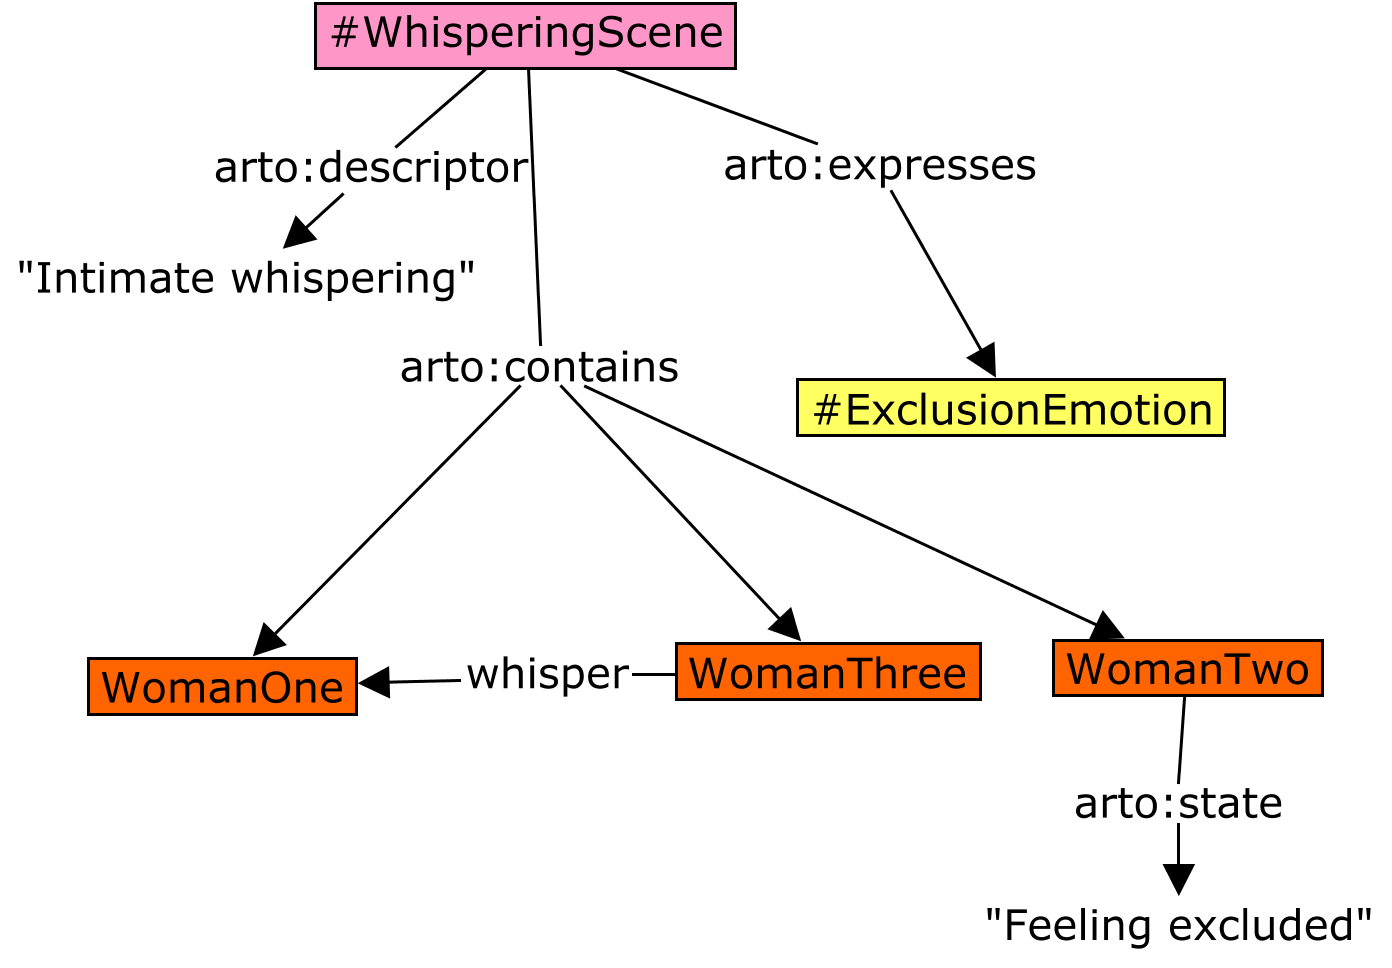 #WhisperingScene
arto:descriptor
arto:expresses
"Intimate whispering"
arto:contains
#ExclusionEmotion
WomanOne
whisper
WomanThree
WomanTwo
arto:state
"Feeling excluded"